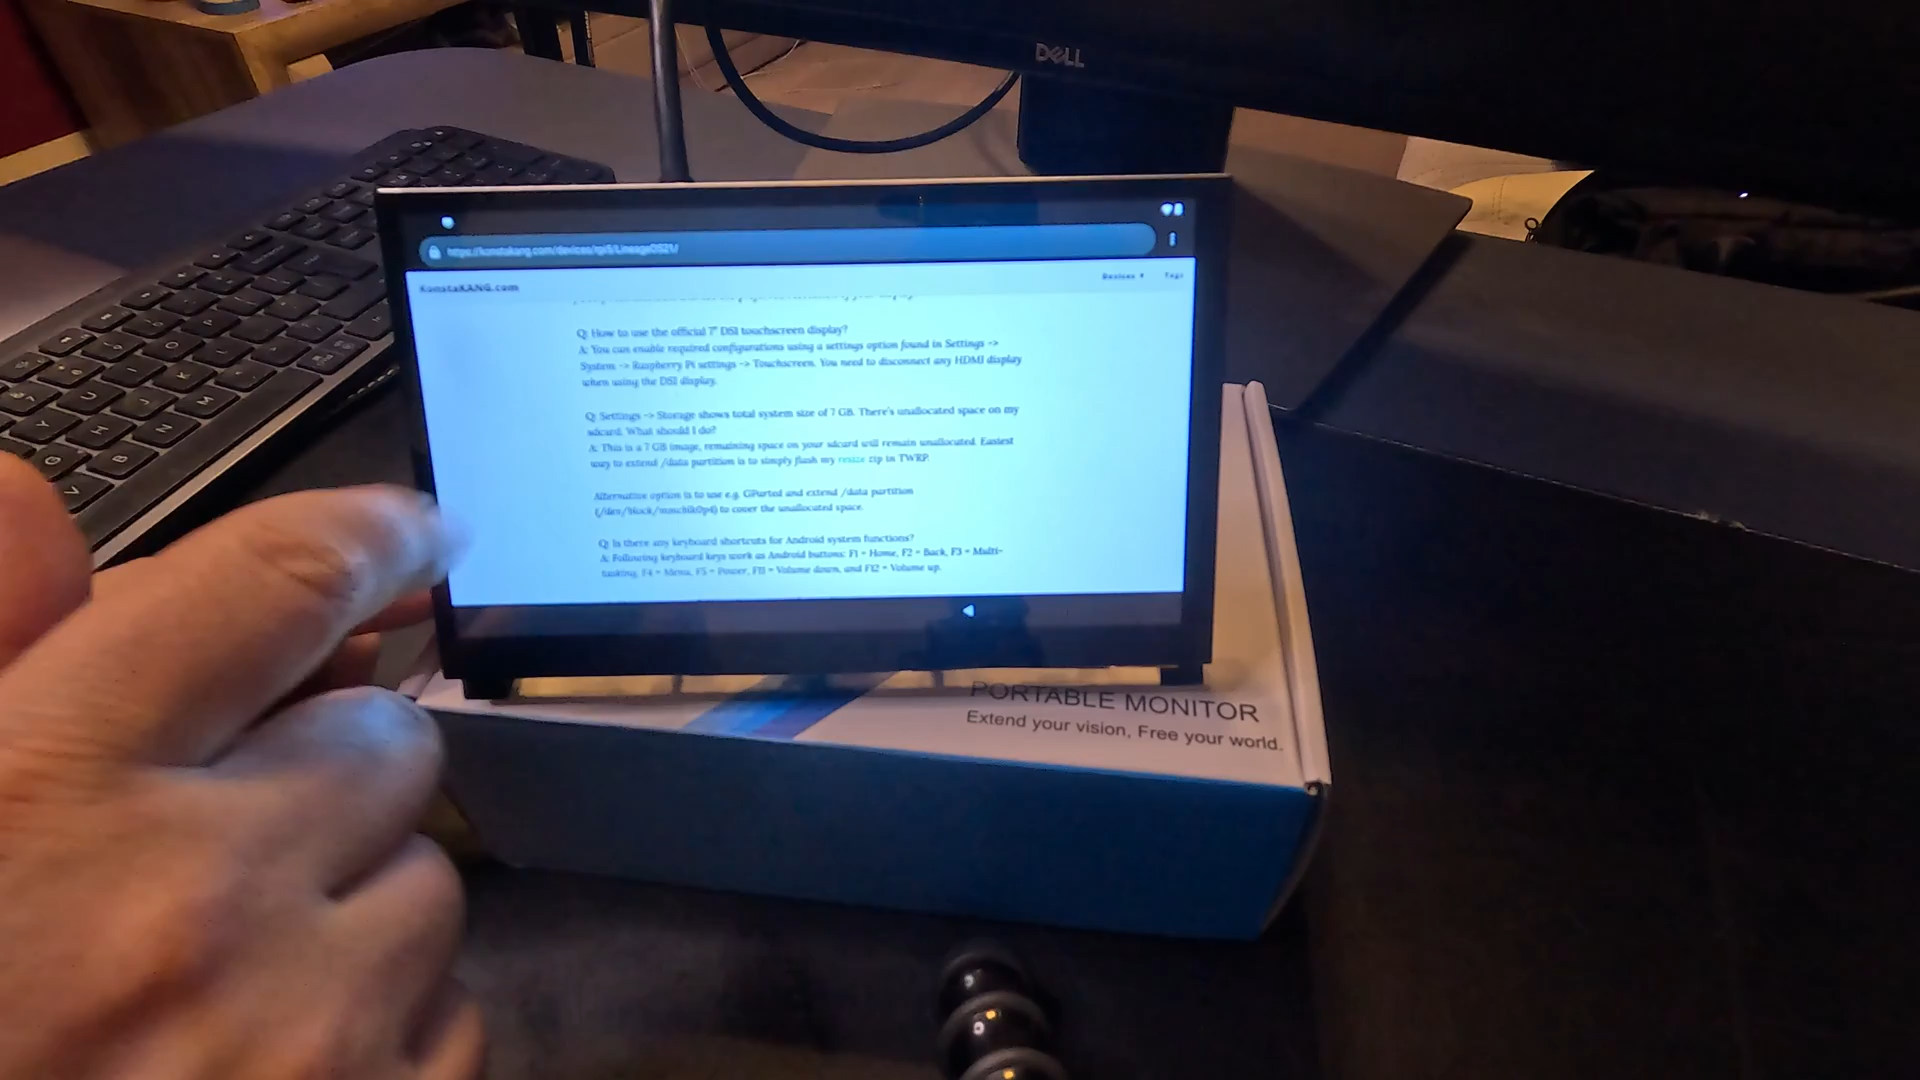 DELL
https://konstakang.com/devices/rpi5/LineageOS21/
KonstaKANG.com
Devices
Tags
Q: How to use the official 7" DSI touchscreen display?
A: You can enable required configurations using a settings option found in Settings ->
System -> Raspberry Pi settings -> Touchscreen. You need to disconnect any HDMI display
when using the DSI display.
Q: Settings -> Storage shows total system size of 7 GB. There's unallocated space on my
sdcard. What should I do?
A: This is a 7 GB image, remaining space on your sdcard will remain unallocated. Easiest
way to extend /data partition is to simply flash my resize zip in TWRP.
Alternative option is to use e.g. GParted and extend /data partition
(/dev/block/mmcblk0p4) to cover the unallocated space.
Q: Is there any keyboard shortcuts for Android system functions?
A: Following keyboard keys work as Android buttons: F1 = Home, F2 = Back, F3 = Multi-
tasking, F4 = Menu, F5 = Power, F11 = Volume down, and F12 = Volume up.
PORTABLE MONITOR
Extend your vision, Free your world.